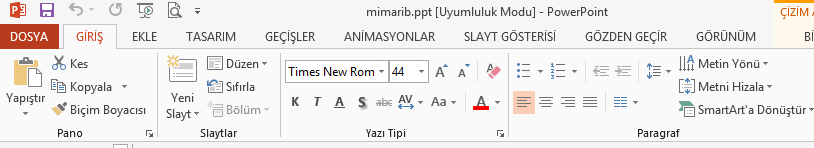 mimarib.ppt [Uyumluluk Modu] - PowerPoint
ÇİZİM A
DOSYA GİRİŞ EKLE TASARIM GEÇİŞLER ANİMASYONLAR SLAYT GÖSTERİSİ GÖZDEN GEÇİR GÖRÜNÜM Bİ
Yapıştır
Kes
Kopyala
Biçim Boyacısı
Pano
Yeni
Slayt
Düzen
Sıfırla
Bölüm
Slaytlar
Times New Rom 44 A A
K T A S abc AV Aa A
Yazı Tipi
Metin Yönü
Metni Hizala
SmartArt'a Dönüştür
Paragraf